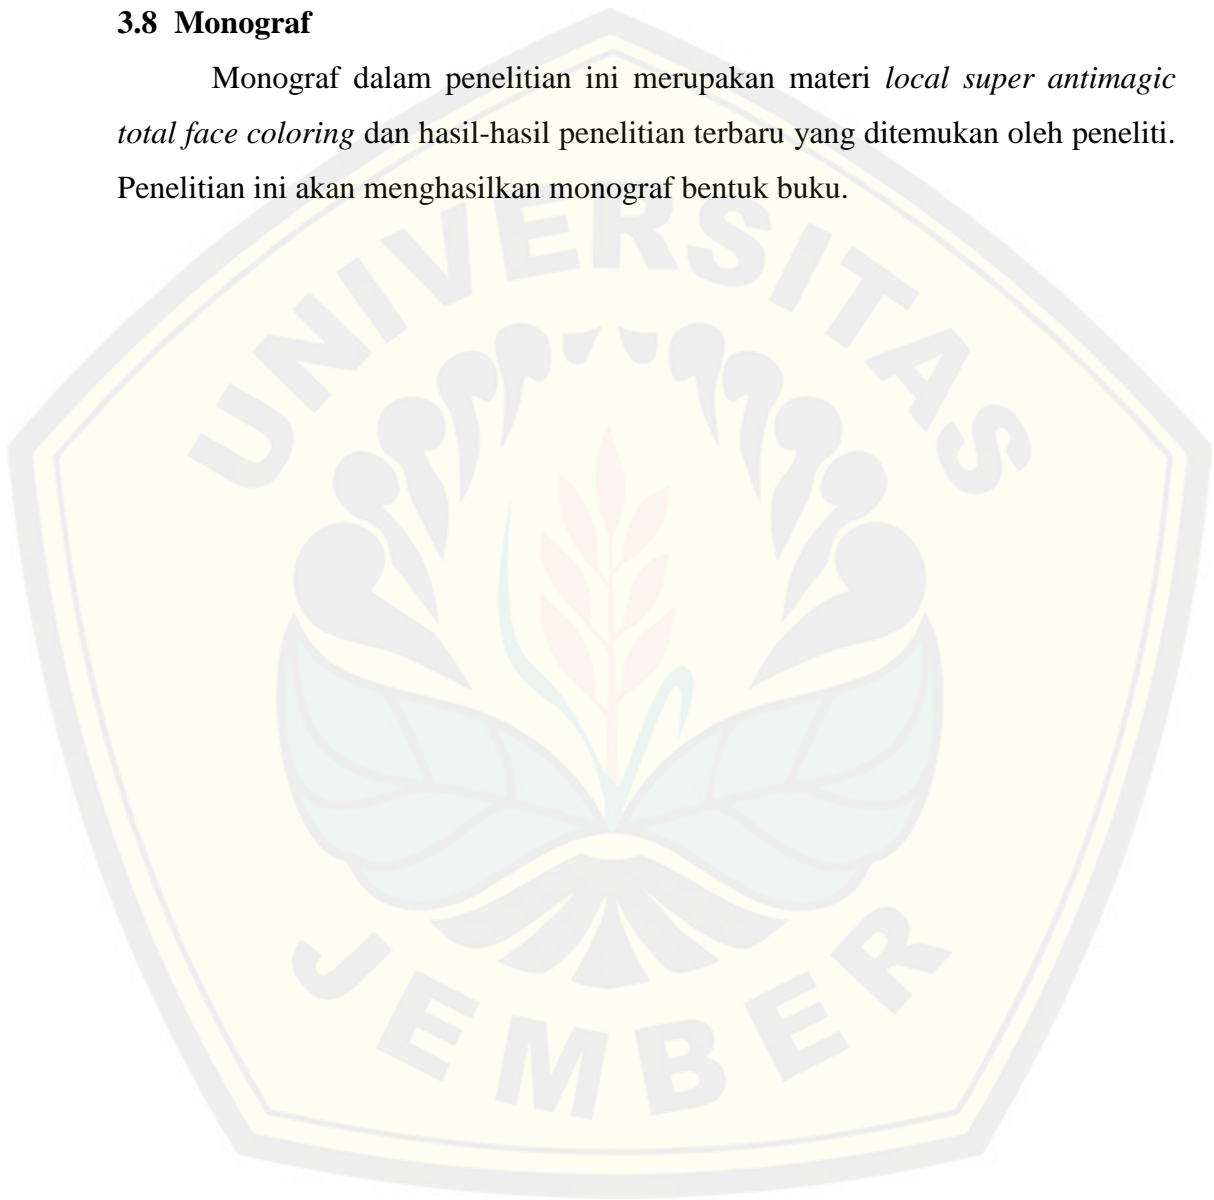 3.8 Monograf
Monograf dalam penelitian ini merupakan materi local super antimagic
total face coloring dan hasil-hasil penelitian terbaru yang ditemukan oleh peneliti.
Penelitian ini akan menghasilkan monograf bentuk buku.
UNIVERSITAS
JEMBER